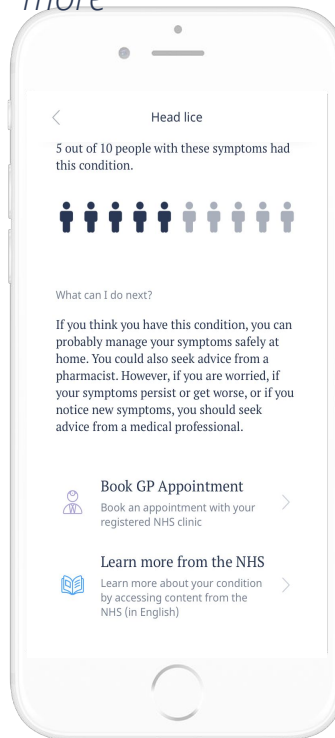 more
Head lice
5 out of 10 people with these symptoms had
this condition.
What can I do next?
If you think you have this condition, you can
probably manage your symptoms safely at
home. You could also seek advice from a
pharmacist. However, if you are worried, if
your symptoms persist or get worse, or if you
notice new symptoms, you should seek
advice from a medical professional.
Book GP Appointment
Book an appointment with your
registered NHS clinic
Learn more from the NHS
Learn more about your condition
by accessing content from the
NHS (in English)